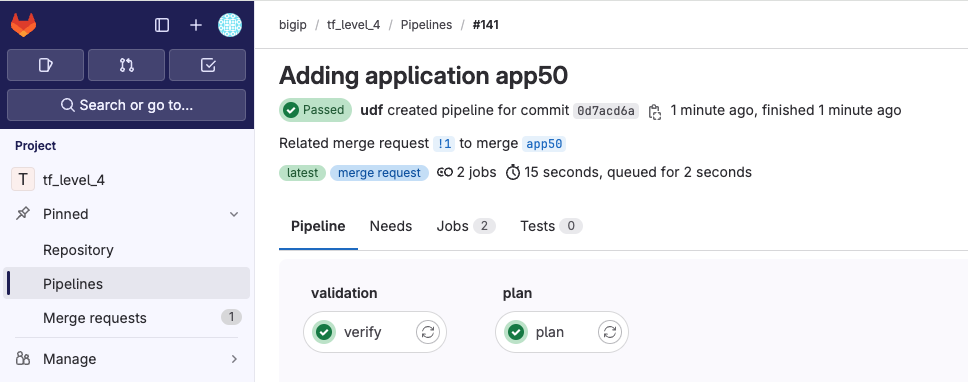 bigip / tf_level_4 / Pipelines / #141
Search or go to...
Project
T tf_level_4
Pinned
Repository
Pipelines
Merge requests 1
Manage
Adding application app50
Passed udf created pipeline for commit 0d7acd6a 1 minute ago, finished 1 minute ago
Related merge request !1 to merge app50
latest merge request 2 jobs 15 seconds, queued for 2 seconds
Pipeline Needs Jobs 2 Tests 0
validation plan
verify plan